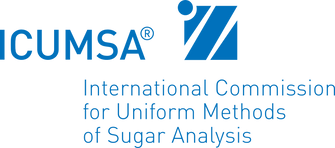 ICUMSA®
International Commission
for Uniform Methods
of Sugar Analysis